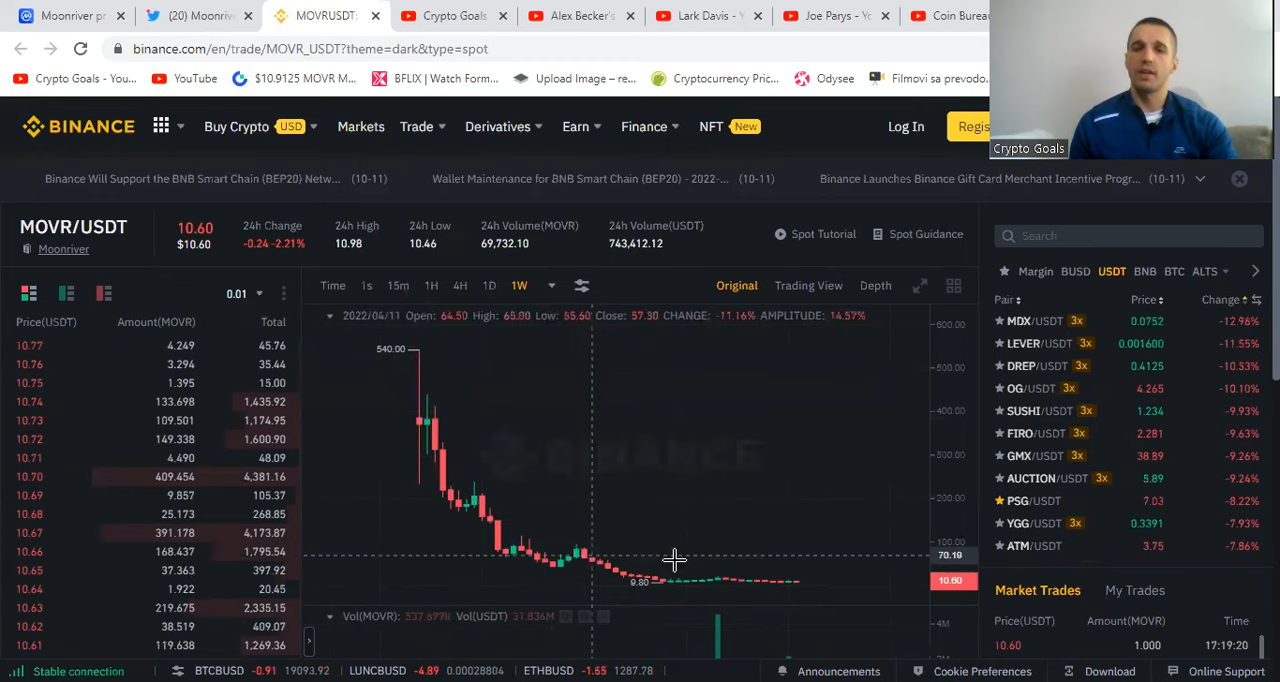 Moonriver pr
(20) Moonriv
MOVRUSDT:
Crypto Goals
Alex Becker's
Lark Davis - Y
Joe Parys - Yo
Coin Bureau
binance.com/en/trade/MOVR_USDT?theme=dark&type=spot
Crypto Goals - You...
YouTube
$10.9125 MOVR M...
BFLIX | Watch Form...
Upload Image – re...
Cryptocurrency Pric...
Odysee
Filmovi sa prevodo...
Crypto Goals
BINANCE
Buy Crypto USD
Markets
Trade
Derivatives
Earn
Finance
NFT New
Log In
Regis
Binance Will Support the BNB Smart Chain (BEP20) Netw... (10-11)
Wallet Maintenance for BNB Smart Chain (BEP20) - 2022-... (10-11)
Binance Launches Binance Gift Card Merchant Incentive Progr... (10-11)
MOVR/USDT
Moonriver
10.60
$10.60
24h Change
-0.24 -2.21%
24h High
10.98
24h Low
10.46
24h Volume(MOVR)
69,732.10
24h Volume(USDT)
743,412.12
Spot Tutorial
Spot Guidance
Search
0.01
Time 1s 15m 1H 4H 1D 1W
Original Trading View Depth
Margin BUSD USDT BNB BTC ALTS
Price(USDT) Amount(MOVR) Total
10.77 4.249 45.76
10.76 3.294 35.44
10.75 1.395 15.00
10.74 133.698 1,435.92
10.73 109.501 1,174.95
10.72 149.338 1,600.90
10.71 4.490 48.09
10.70 409.454 4,381.16
10.69 9.857 105.37
10.68 25.173 268.85
10.67 391.178 4,173.87
10.66 168.437 1,795.54
10.65 37.363 397.92
10.64 1.922 20.45
10.63 219.675 2,335.15
10.62 38.519 409.07
10.61 119.638 1,269.36
2022/04/11 Open: 64.50 High: 65.00 Low: 55.60 Close: 57.30 CHANGE: -11.16% AMPLITUDE: 14.57%
540.00
BINANCE
9.80
600.00
500.00
400.00
300.00
200.00
100.00
70.19
10.60
Vol(MOVR): 537.697K Vol(USDT) 31.836M
4M
Pair Price Change
MDX/USDT 3x 0.0752 -12.96%
LEVER/USDT 3x 0.001600 -11.55%
DREP/USDT 3x 0.4125 -10.33%
OG/USDT 3x 4.265 -10.10%
SUSHI/USDT 3x 1.234 -9.93%
FIRO/USDT 3x 2.281 -9.63%
GMX/USDT 3x 38.89 -9.26%
AUCTION/USDT 3x 5.89 -9.24%
PSG/USDT 7.03 -8.22%
YGG/USDT 3x 0.3391 -7.93%
ATM/USDT 3.75 -7.86%
Market Trades My Trades
Price(USDT) Amount(MOVR) Time
10.60 1.000 17:19:20
Stable connection
BTCBUSD -0.91 19093.92
LUNCBUSD -4.89 0.00028804
ETHBUSD -1.65 1287.78
Announcements
Cookie Preferences
Download
Online Support